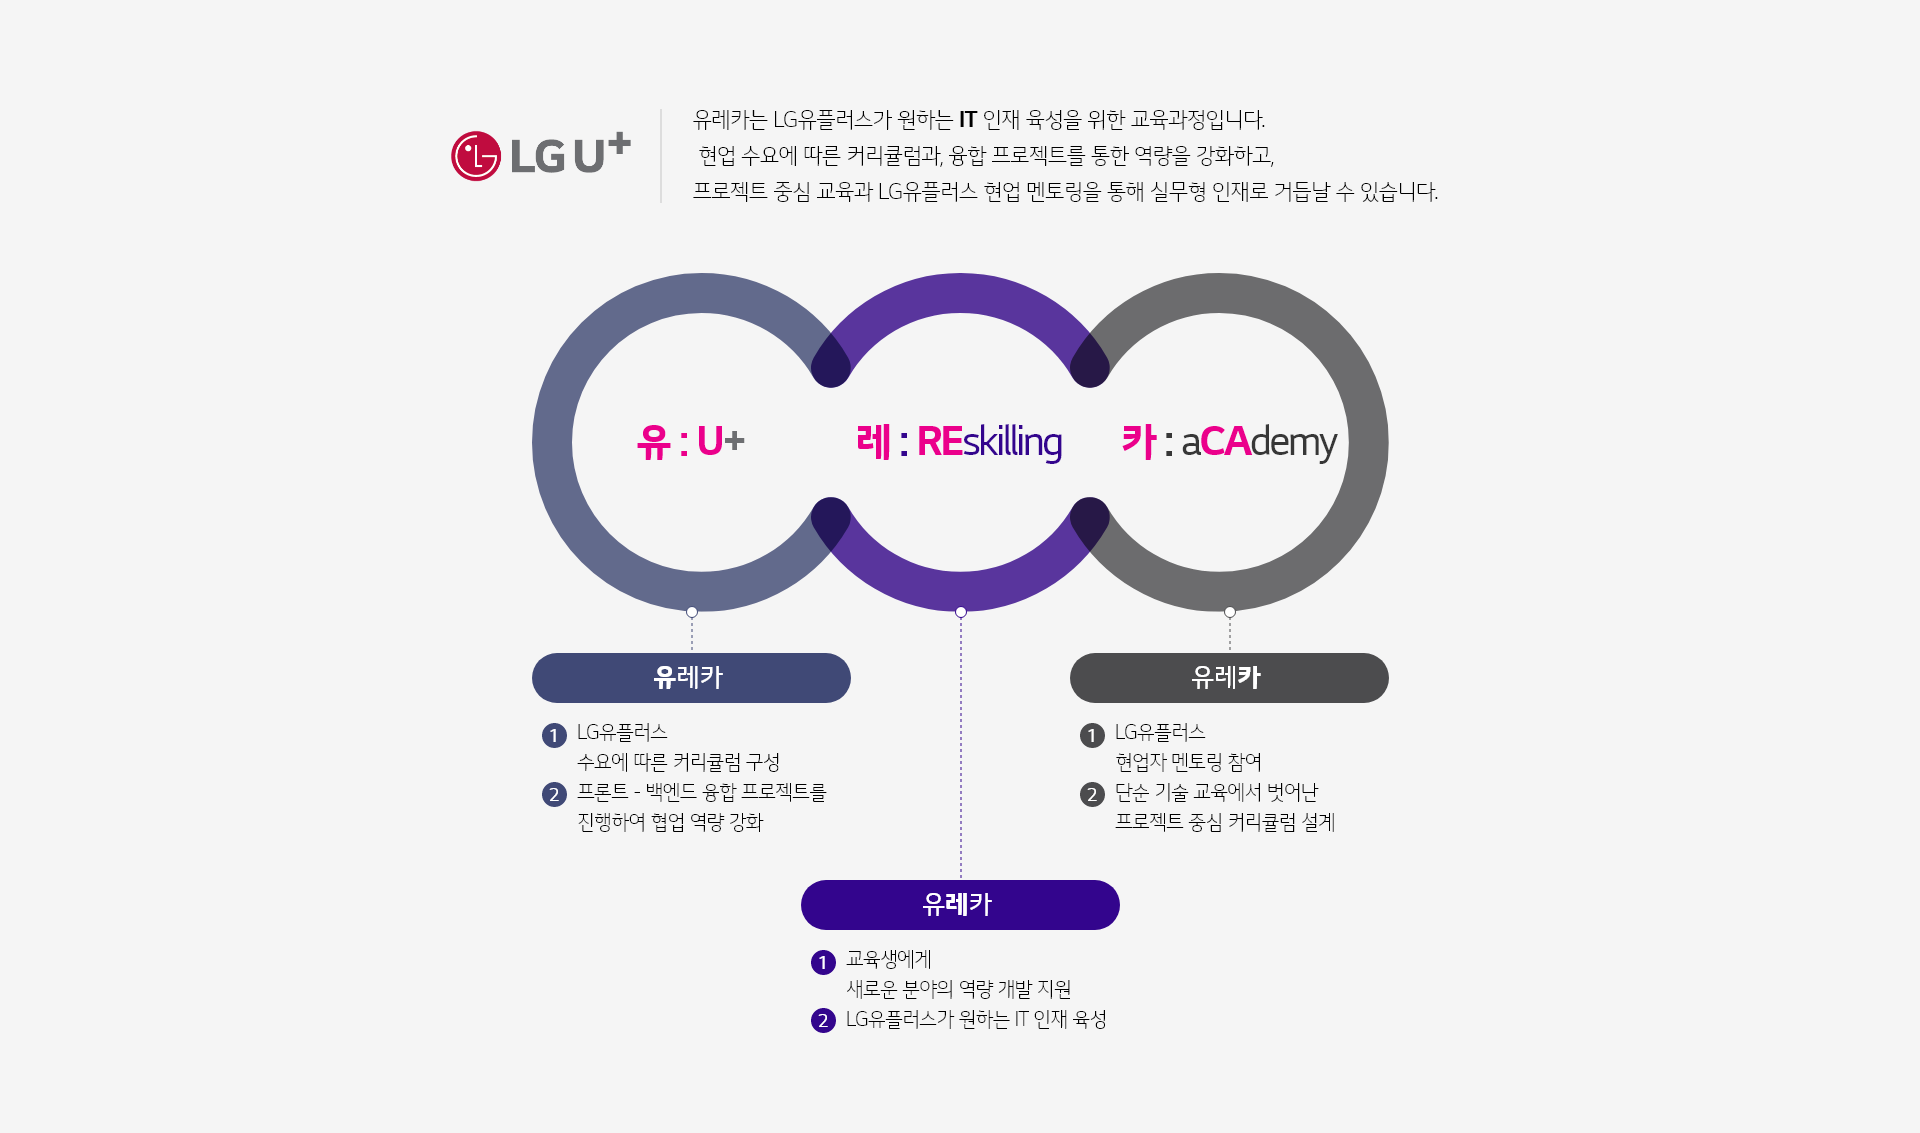 LG U+
유레카는 LG유플러스가 원하는 IT 인재 육성을 위한 교육과정입니다.
현업 수요에 따른 커리큘럼과, 융합 프로젝트를 통한 역량을 강화하고,
프로젝트 중심 교육과 LG유플러스 현업 멘토링을 통해 실무형 인재로 거듭날 수 있습니다.
유 : U+
레 : REskilling
카 : aCAdemy
유레카
1 LG유플러스
수요에 따른 커리큘럼 구성
2 프론트 - 백엔드 융합 프로젝트를
진행하여 협업 역량 강화
유레카
1 LG유플러스
현업자 멘토링 참여
2 단순 기술 교육에서 벗어난
프로젝트 중심 커리큘럼 설계
유레카
1 교육생에게
새로운 분야의 역량 개발 지원
2 LG유플러스가 원하는 IT 인재 육성